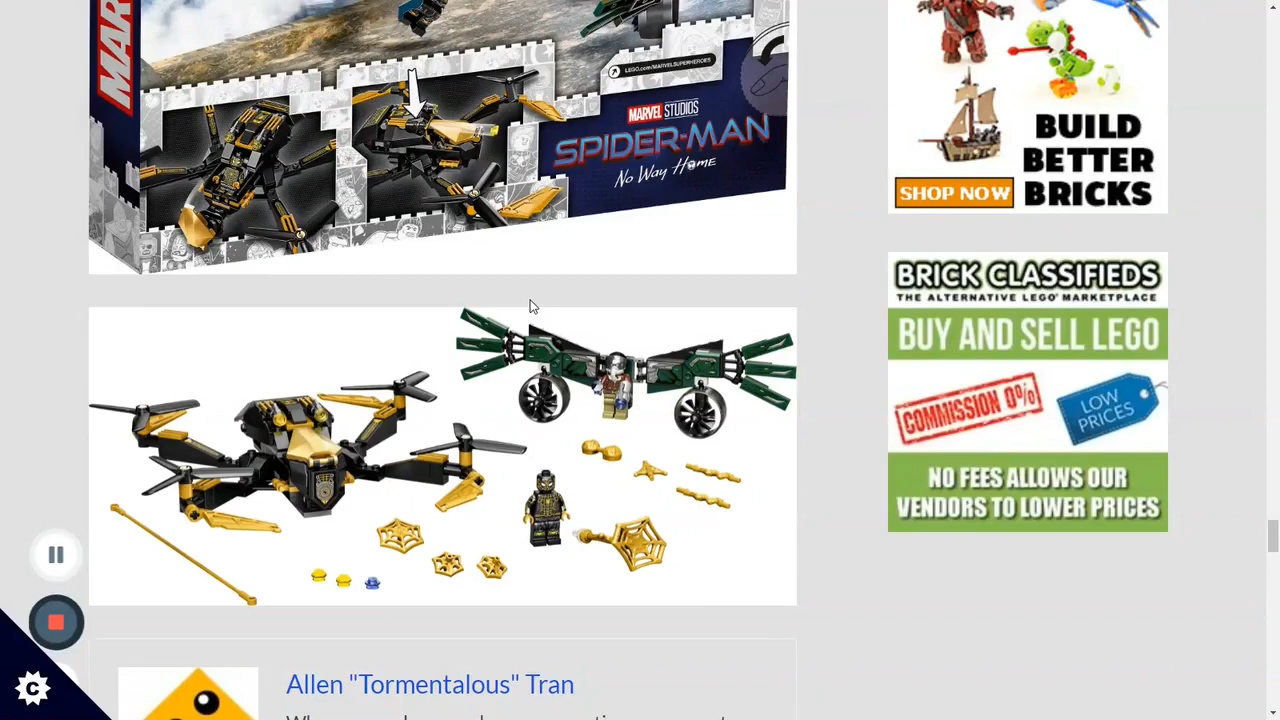 MAR
LEGO.com/MARVELSUPERHEROES
MARVEL STUDIOS
SPIDER-MAN
No Way Home
BUILD
BETTER
BRICKS
SHOP NOW
BRICK CLASSIFIEDS
THE ALTERNATIVE LEGO® MARKETPLACE
BUY AND SELL LEGO
COMMISSION 0%
LOW
PRICES
NO FEES ALLOWS OUR
VENDORS TO LOWER PRICES
C
Allen "Tormentalous" Tran